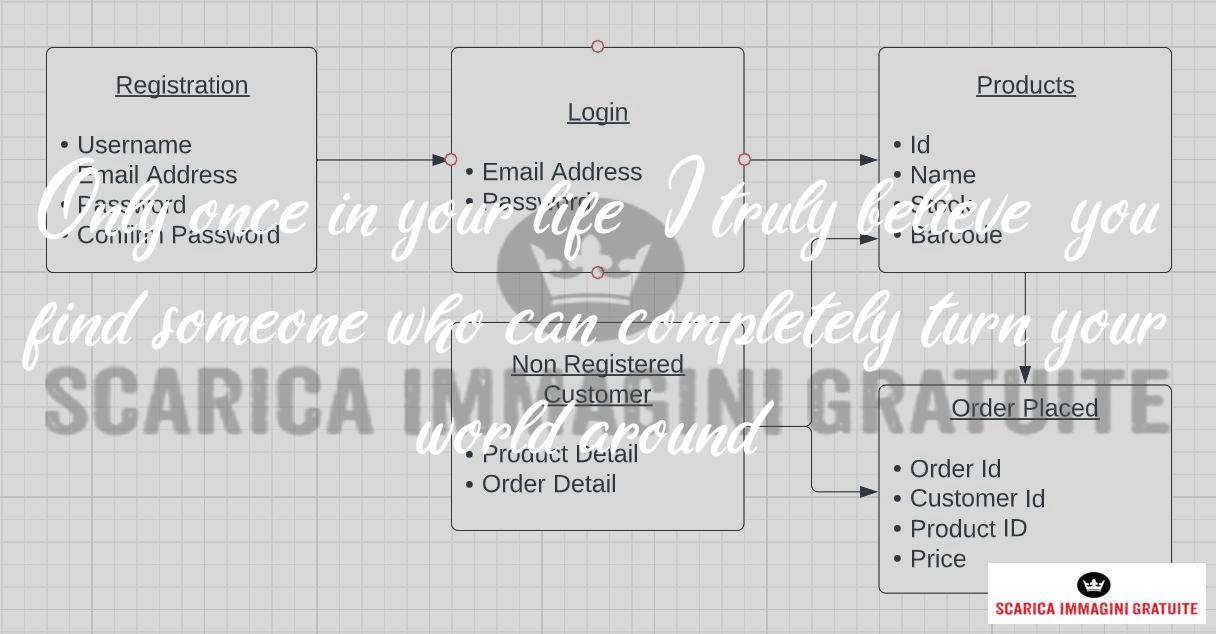 Registration
• Username
Email Address
• Password
• Confirm Password
Login
• Email Address
• Password
Products
• Id
• Name
• Stock
• Barcode
Only once in your life I truly believe you
find someone who can completely turn your
world around
Non Registered
Customer
• Product Detail
• Order Detail
SCARICA IMMAGINI GRATUITE
Order Placed
• Order Id
• Customer Id
• Product ID
• Price
SCARICA IMMAGINI GRATUITE